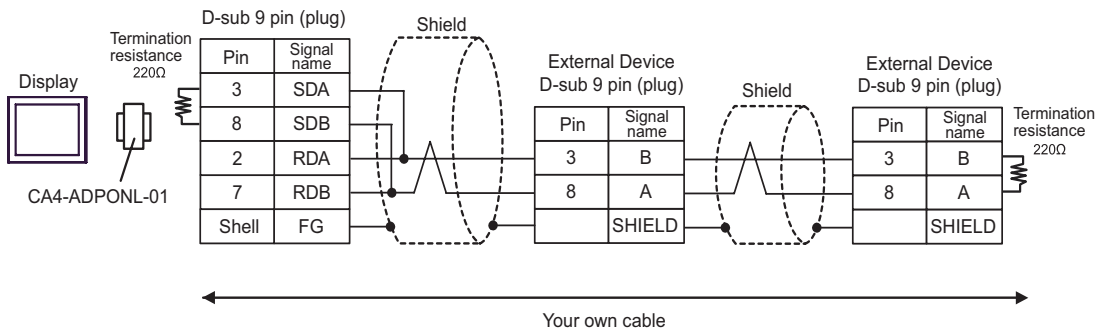 D-sub 9 pin (plug)
Shield
Termination
resistance
220Ω
Display
CA4-ADPONL-01
Pin
Signal
name
3
SDA
8
SDB
2
RDA
7
RDB
Shell
FG
External Device
D-sub 9 pin (plug)
Pin
Signal
name
3
B
8
A
SHIELD
Shield
External Device
D-sub 9 pin (plug)
Pin
Signal
name
3
B
8
A
SHIELD
Termination
resistance
220Ω
Your own cable